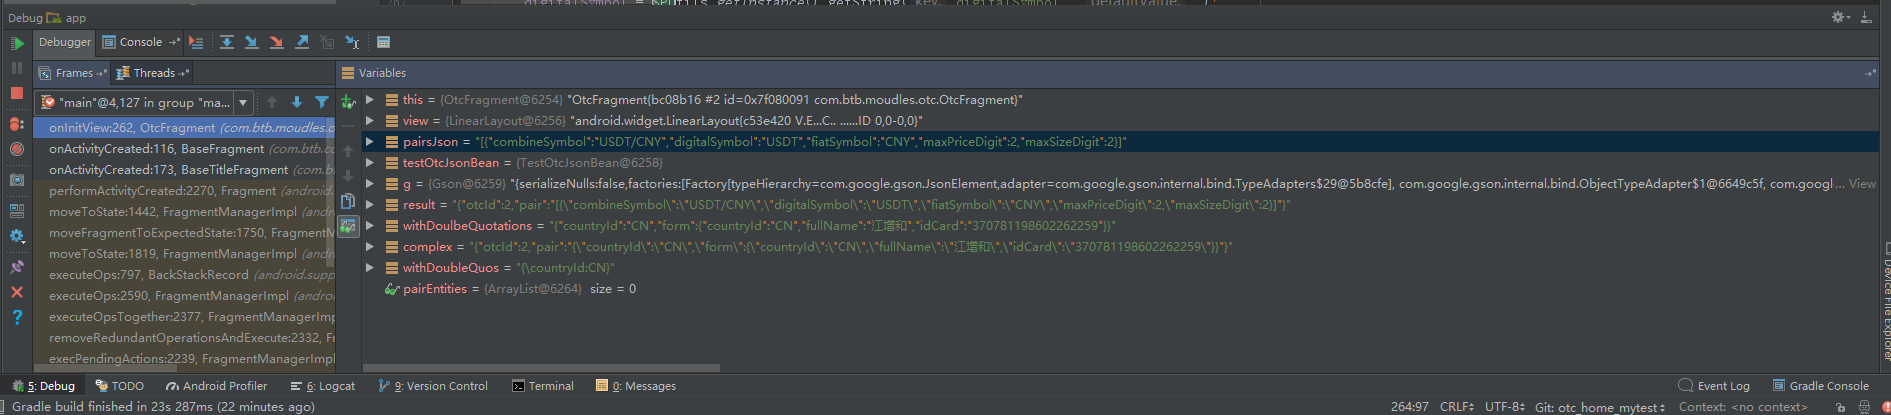 267
digitalSymbol = SpUtils.getInstance().getString( key: digitalSymbol defaultValue:
Debug app
Debugger Console
Frames Threads Variables
"main"@4,127 in group "ma...
onInitView:262, OtcFragment (com.btb.moudles.o
onActivityCreated:116, BaseFragment (com.btb.c
onActivityCreated:173, BaseTitleFragment (com.b
performActivityCreated:2270, Fragment (android.
moveToState:1442, FragmentManagerImpl (andro
moveFragmentToExpectedState:1750, FragmentM
moveToState:1819, FragmentManagerImpl (andro
executeOps:797, BackStackRecord (android.supp
executeOps:2590, FragmentManagerImpl (androi
executeOpsTogether:2377, FragmentManagerImp
removeRedundantOperationsAndExecute:2332, Fr
execPendingActions:2239, FragmentManagerImpl
this = {OtcFragment@6254} "OtcFragment{bc08b16 #2 id=0x7f080091 com.btb.moudles.otc.OtcFragment}"
view = {LinearLayout@6256} "android.widget.LinearLayout{c53e420 V.E...C.. ......ID 0,0-0,0}"
pairsJson = "[{"combineSymbol":"USDT/CNY","digitalSymbol":"USDT","fiatSymbol":"CNY","maxPriceDigit":2,"maxSizeDigit":2}]"
testOtcJsonBean = {TestOtcJsonBean@6258}
g = {Gson@6259} "{serializeNulls:false,factories:[Factory[typeHierarchy=com.google.gson.JsonElement,adapter=com.google.gson.internal.bind.TypeAdapters$29@5b8cfe], com.google.gson.internal.bind.ObjectTypeAdapter$1@6649c5f, com.googl ... View
result = "{"otcId":2,"pair":"[{\"combineSymbol\":\"USDT/CNY\",\"digitalSymbol\":\"USDT\",\"fiatSymbol\":\"CNY\",\"maxPriceDigit\":2,\"maxSizeDigit\":2}]"}
withDoulbeQuotations = "{"countryId":"CN","form":{"countryId":"CN","fullName":"江增和","idCard":"370781198602262259"}}"
complex = "{"otcId":2,"pair":"{\"countryId\":\"CN\",\"form\":{\"countryId\":\"CN\",\"fullName\":\"江增和\",\"idCard\":\"370781198602262259\"}}"}
withDoubleQuos = "{\countryId:CN}"
pairEntities = {ArrayList@6264} size = 0
Device File Explorer
5: Debug TODO Android Profiler 6: Logcat 9: Version Control Terminal 0: Messages Event Log Gradle Console
Gradle build finished in 23s 287ms (22 minutes ago) 264:97 CRLF UTF-8 Git: otc_home_mytest Context: <no context>